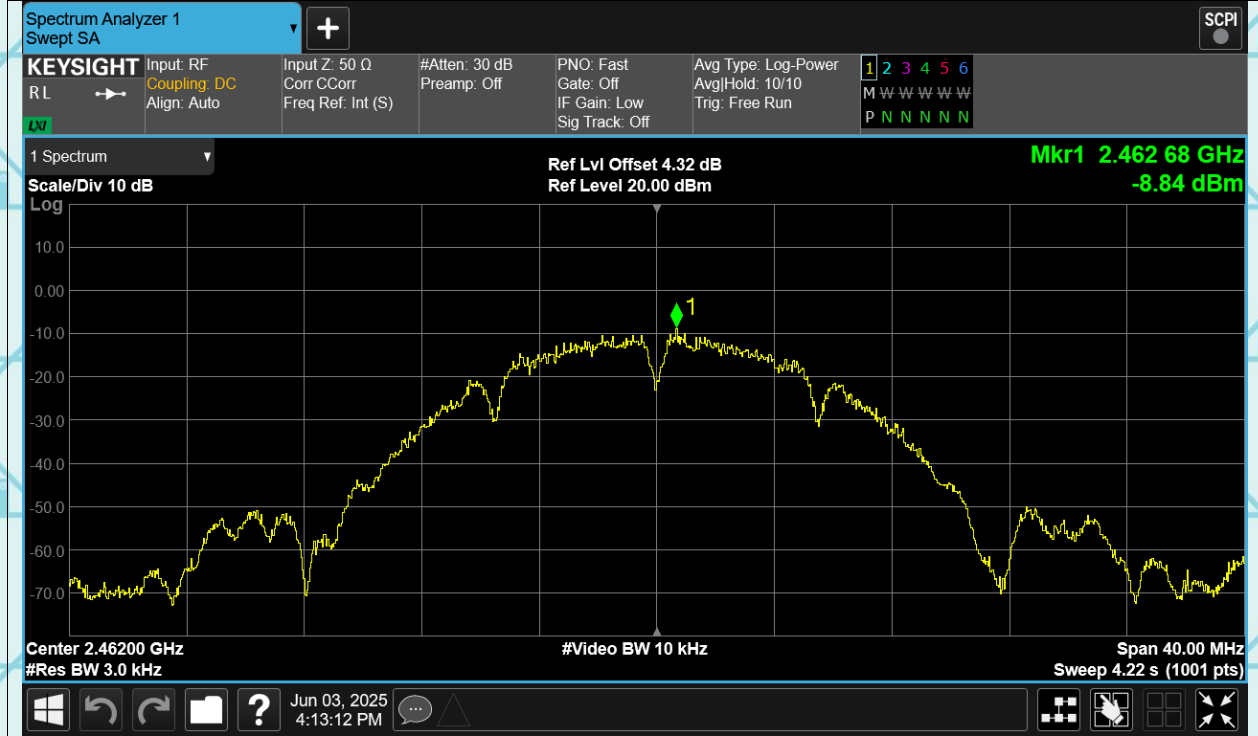 Spectrum Analyzer 1
Swept SA
▼
+
SCPI
KEYSIGHT
RL
LXI
Input: RF
Coupling: DC
Align: Auto
Input Z: 50 Ω
Corr CCorr
Freq Ref: Int (S)
#Atten: 30 dB
Preamp: Off
PNO: Fast
Gate: Off
IF Gain: Low
Sig Track: Off
Avg Type: Log-Power
Avg|Hold: 10/10
Trig: Free Run
1 2 3 4 5 6
M W W W W W
P N N N N N
1 Spectrum ▼
Scale/Div 10 dB
Ref Lvl Offset 4.32 dB
Ref Level 20.00 dBm
Mkr1 2.462 68 GHz
-8.84 dBm
Log
10.0
0.00
-10.0
-20.0
-30.0
-40.0
-50.0
-60.0
-70.0
1
Center 2.46200 GHz
#Res BW 3.0 kHz
#Video BW 10 kHz
Span 40.00 MHz
Sweep 4.22 s (1001 pts)
?
Jun 03, 2025
4:13:12 PM